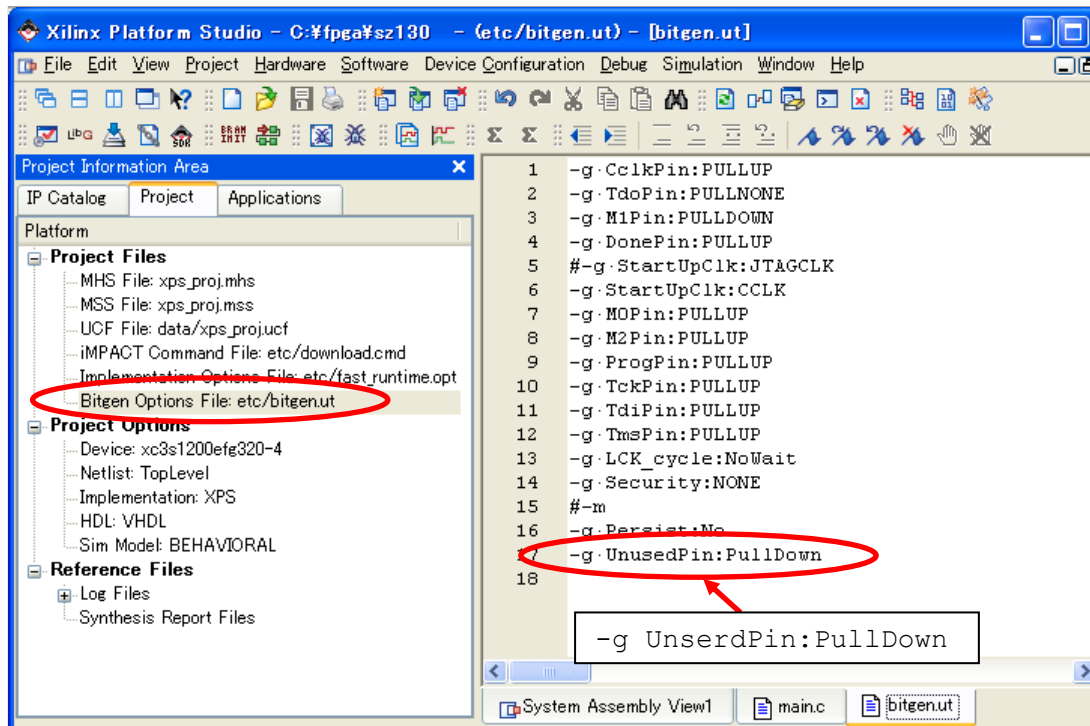 Xilinx Platform Studio - C:¥fpga¥sz130 - (etc/bitgen.ut) - [bitgen.ut]
File Edit View Project Hardware Software Device Configuration Debug Simulation Window Help
Project Information Area
IP Catalog Project Applications
Platform
Project Files
MHS File: xps_proj.mhs
MSS File: xps_proj.mss
UCF File: data/xps_proj.ucf
iMPACT Command File: etc/download.cmd
Implementation Options File: etc/fast_runtime.opt
Bitgen Options File: etc/bitgen.ut
Project Options
Device: xc3s1200efg320-4
Netlist: TopLevel
Implementation: XPS
HDL: VHDL
Sim Model: BEHAVIORAL
Reference Files
Log Files
Synthesis Report Files
1 -g·CclkPin:PULLUP
2 -g·TdoPin:PULLNONE
3 -g·M1Pin:PULLDOWN
4 -g·DonePin:PULLUP
5 #-g·StartUpClk:JTAGCLK
6 -g·StartUpClk:CCLK
7 -g·M0Pin:PULLUP
8 -g·M2Pin:PULLUP
9 -g·ProgPin:PULLUP
10 -g·TckPin:PULLUP
11 -g·TdiPin:PULLUP
12 -g·TmsPin:PULLUP
13 -g·LCK_cycle:NoWait
14 -g·Security:NONE
15 #-m
16 -g·Persist:No
17 -g·UnusedPin:PullDown
18
-g UnserdPin:PullDown
System Assembly View1 main.c bitgen.ut